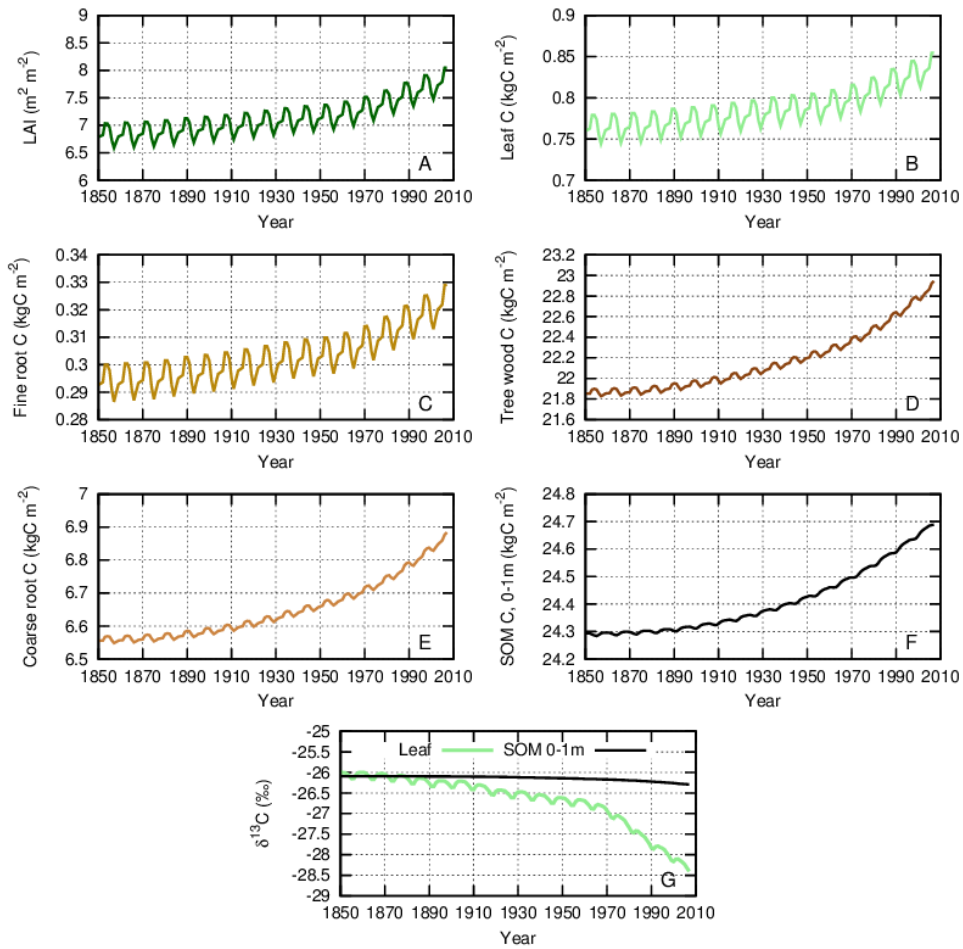 LAI (m2 m-2)
9
8.5
8
7.5
7
6.5
6
A
1850 1870 1890 1910 1930 1950 1970 1990 2010
Year
Leaf C (kgC m-2)
0.9
0.85
0.8
0.75
0.7
B
1850 1870 1890 1910 1930 1950 1970 1990 2010
Year
Fine root C (kgC m-2)
0.34
0.33
0.32
0.31
0.3
0.29
0.28
C
1850 1870 1890 1910 1930 1950 1970 1990 2010
Year
Tree wood C (kgC m-2)
23.2
23
22.8
22.6
22.4
22.2
22
21.8
21.6
D
1850 1870 1890 1910 1930 1950 1970 1990 2010
Year
Coarse root C (kgC m-2)
7
6.9
6.8
6.7
6.6
6.5
E
1850 1870 1890 1910 1930 1950 1970 1990 2010
Year
SOM C, 0-1m (kgC m-2)
24.8
24.7
24.6
24.5
24.4
24.3
24.2
F
1850 1870 1890 1910 1930 1950 1970 1990 2010
Year
δ13C (‰)
-25
-25.5
-26
-26.5
-27
-27.5
-28
-28.5
-29
Leaf SOM 0-1m
G
1850 1870 1890 1910 1930 1950 1970 1990 2010
Year